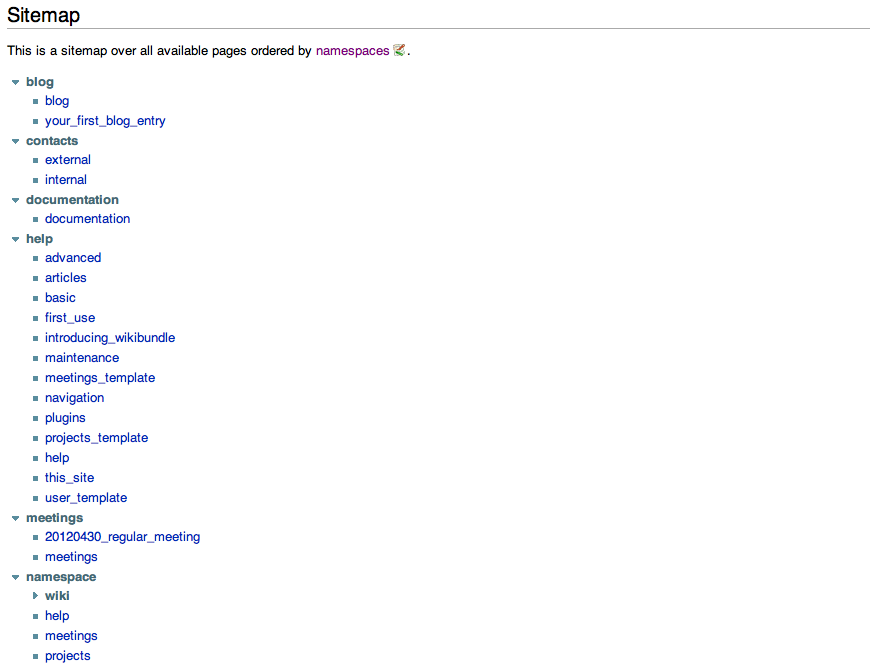 Sitemap
This is a sitemap over all available pages ordered by namespaces .
blog
blog
your_first_blog_entry
contacts
external
internal
documentation
documentation
help
advanced
articles
basic
first_use
introducing_wikibundle
maintenance
meetings_template
navigation
plugins
projects_template
help
this_site
user_template
meetings
20120430_regular_meeting
meetings
namespace
wiki
help
meetings
projects